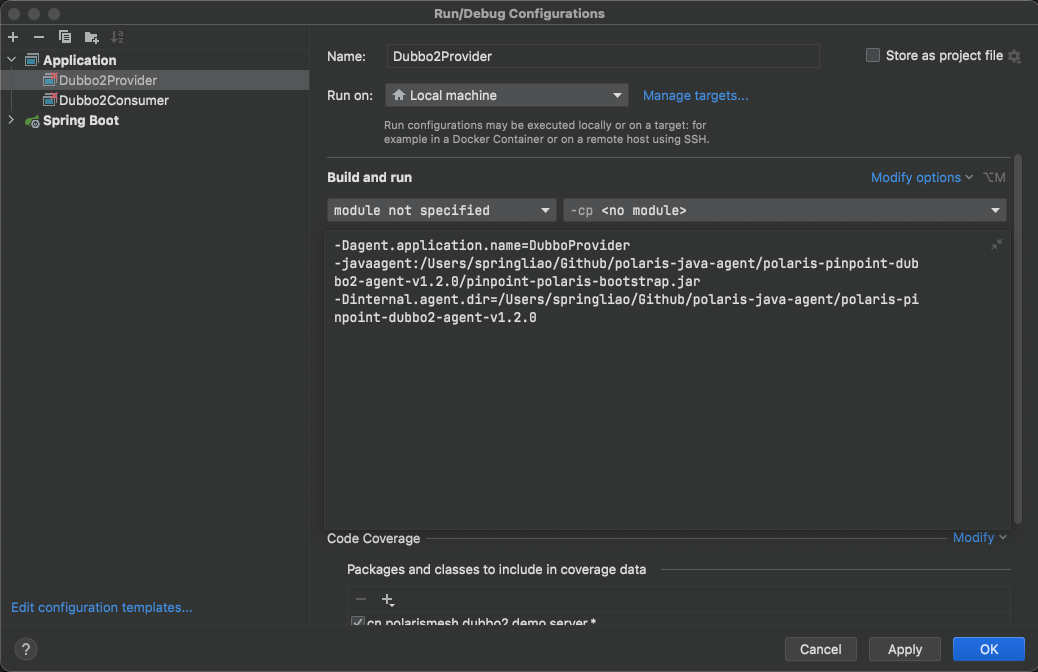 Run/Debug Configurations
Application
Dubbo2Provider
Dubbo2Consumer
Spring Boot
Edit configuration templates...
Name: Dubbo2Provider
Store as project file
Run on: Local machine
Manage targets...
Run configurations may be executed locally or on a target: for
example in a Docker Container or on a remote host using SSH.
Build and run
Modify options ⌥M
module not specified
-cp <no module>
-Dagent.application.name=DubboProvider
-javaagent:/Users/springliao/Github/polaris-java-agent/polaris-pinpoint-dub
bo2-agent-v1.2.0/pinpoint-polaris-bootstrap.jar
-Dinternal.agent.dir=/Users/springliao/Github/polaris-java-agent/polaris-pi
npoint-dubbo2-agent-v1.2.0
Code Coverage
Modify
Packages and classes to include in coverage data
cn.polarismesh.dubbo2.demo.server.*
?
Cancel
Apply
OK